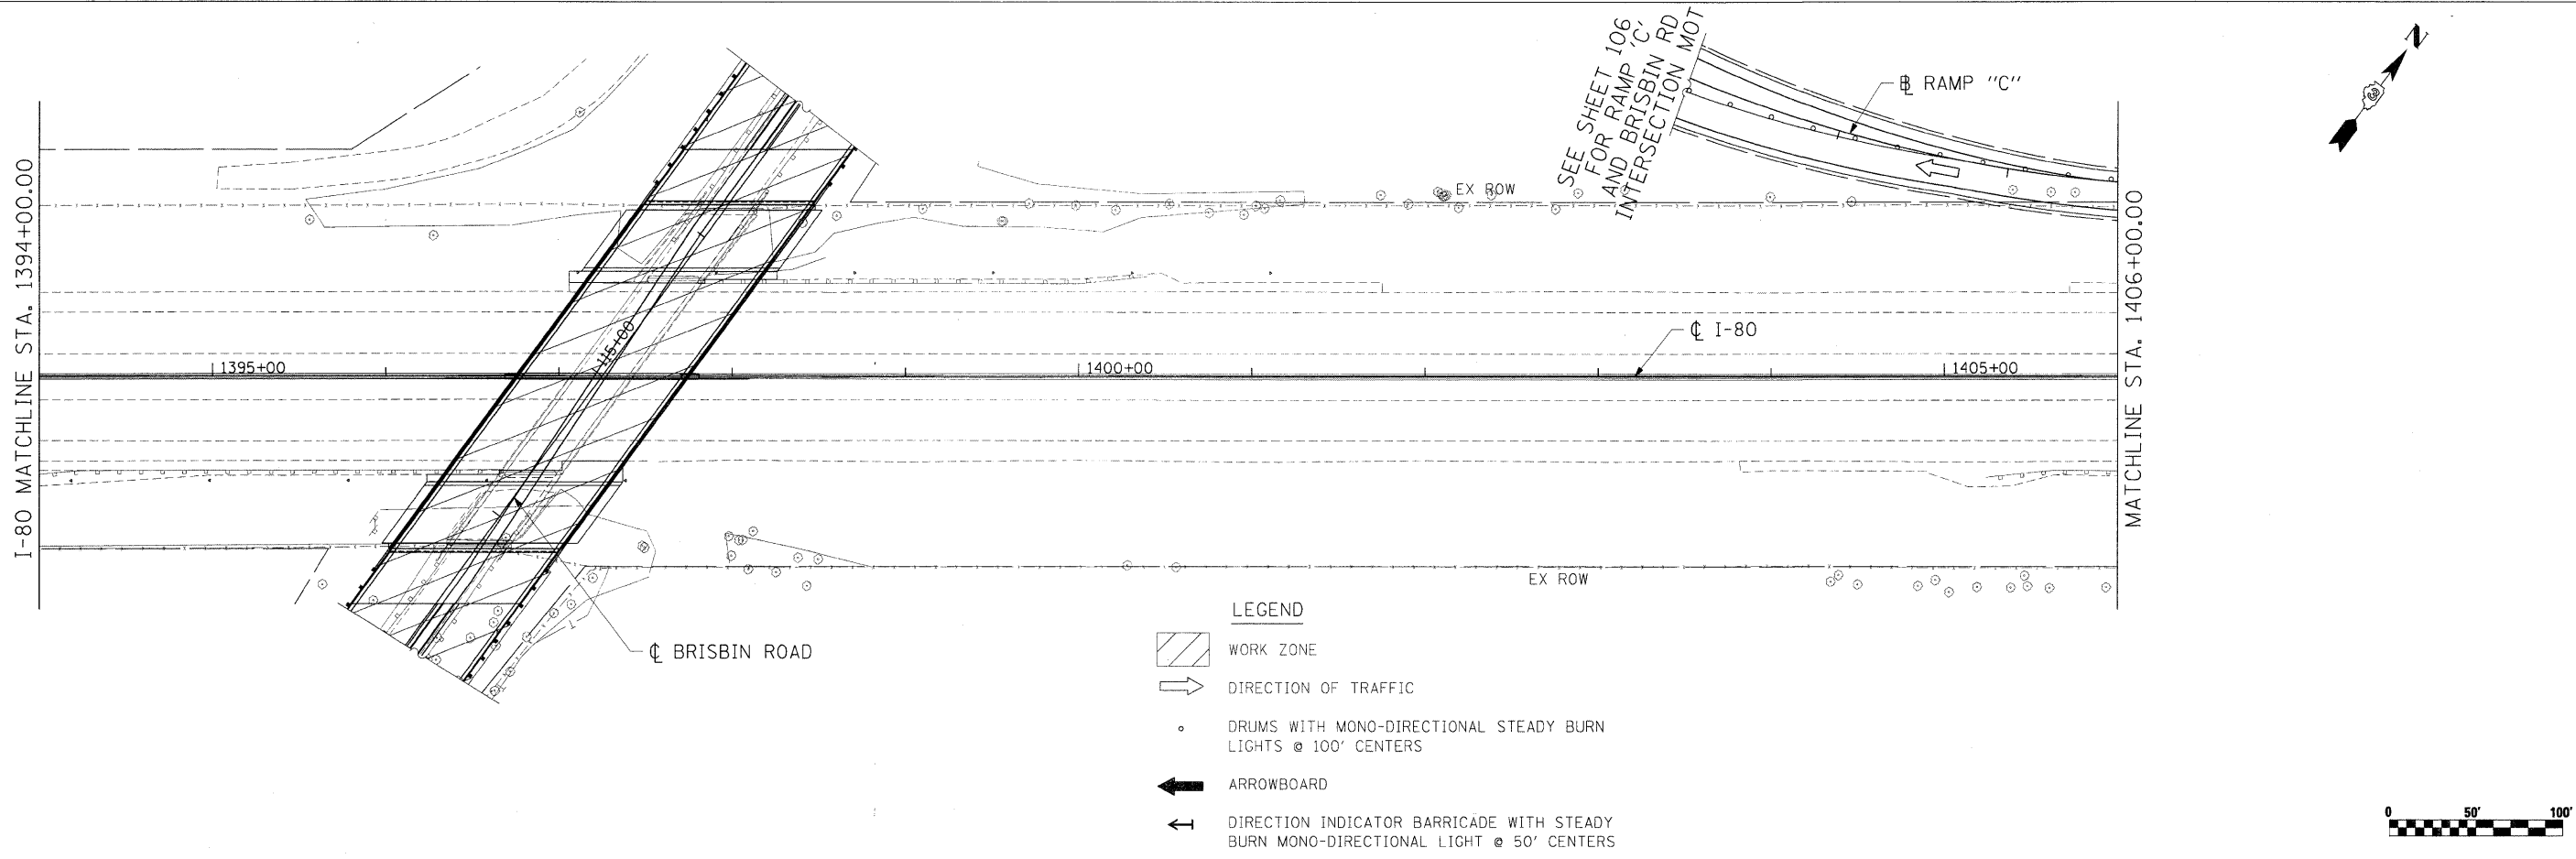 SEE SHEET 106
FOR RAMP 'C'
AND BRISBIN RD
INTERSECTION MOT
℄ RAMP "C"
N
3
I-80 MATCHLINE STA. 1394+00.00
EX ROW
MATCHLINE STA. 1406+00.00
115+00
℄ I-80
1395+00
1400+00
1405+00
EX ROW
℄ BRISBIN ROAD
LEGEND
WORK ZONE
DIRECTION OF TRAFFIC
DRUMS WITH MONO-DIRECTIONAL STEADY BURN
LIGHTS @ 100' CENTERS
ARROWBOARD
DIRECTION INDICATOR BARRICADE WITH STEADY
BURN MONO-DIRECTIONAL LIGHT @ 50' CENTERS
0 50' 100'